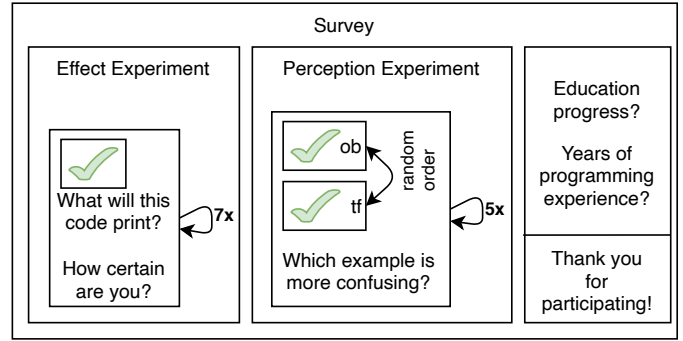 Survey
Effect Experiment
What will this
code print?
How certain
are you?
7x
Perception Experiment
ob
tf
random
order
Which example is
more confusing?
5x
Education
progress?
Years of
programming
experience?
Thank you
for
participating!